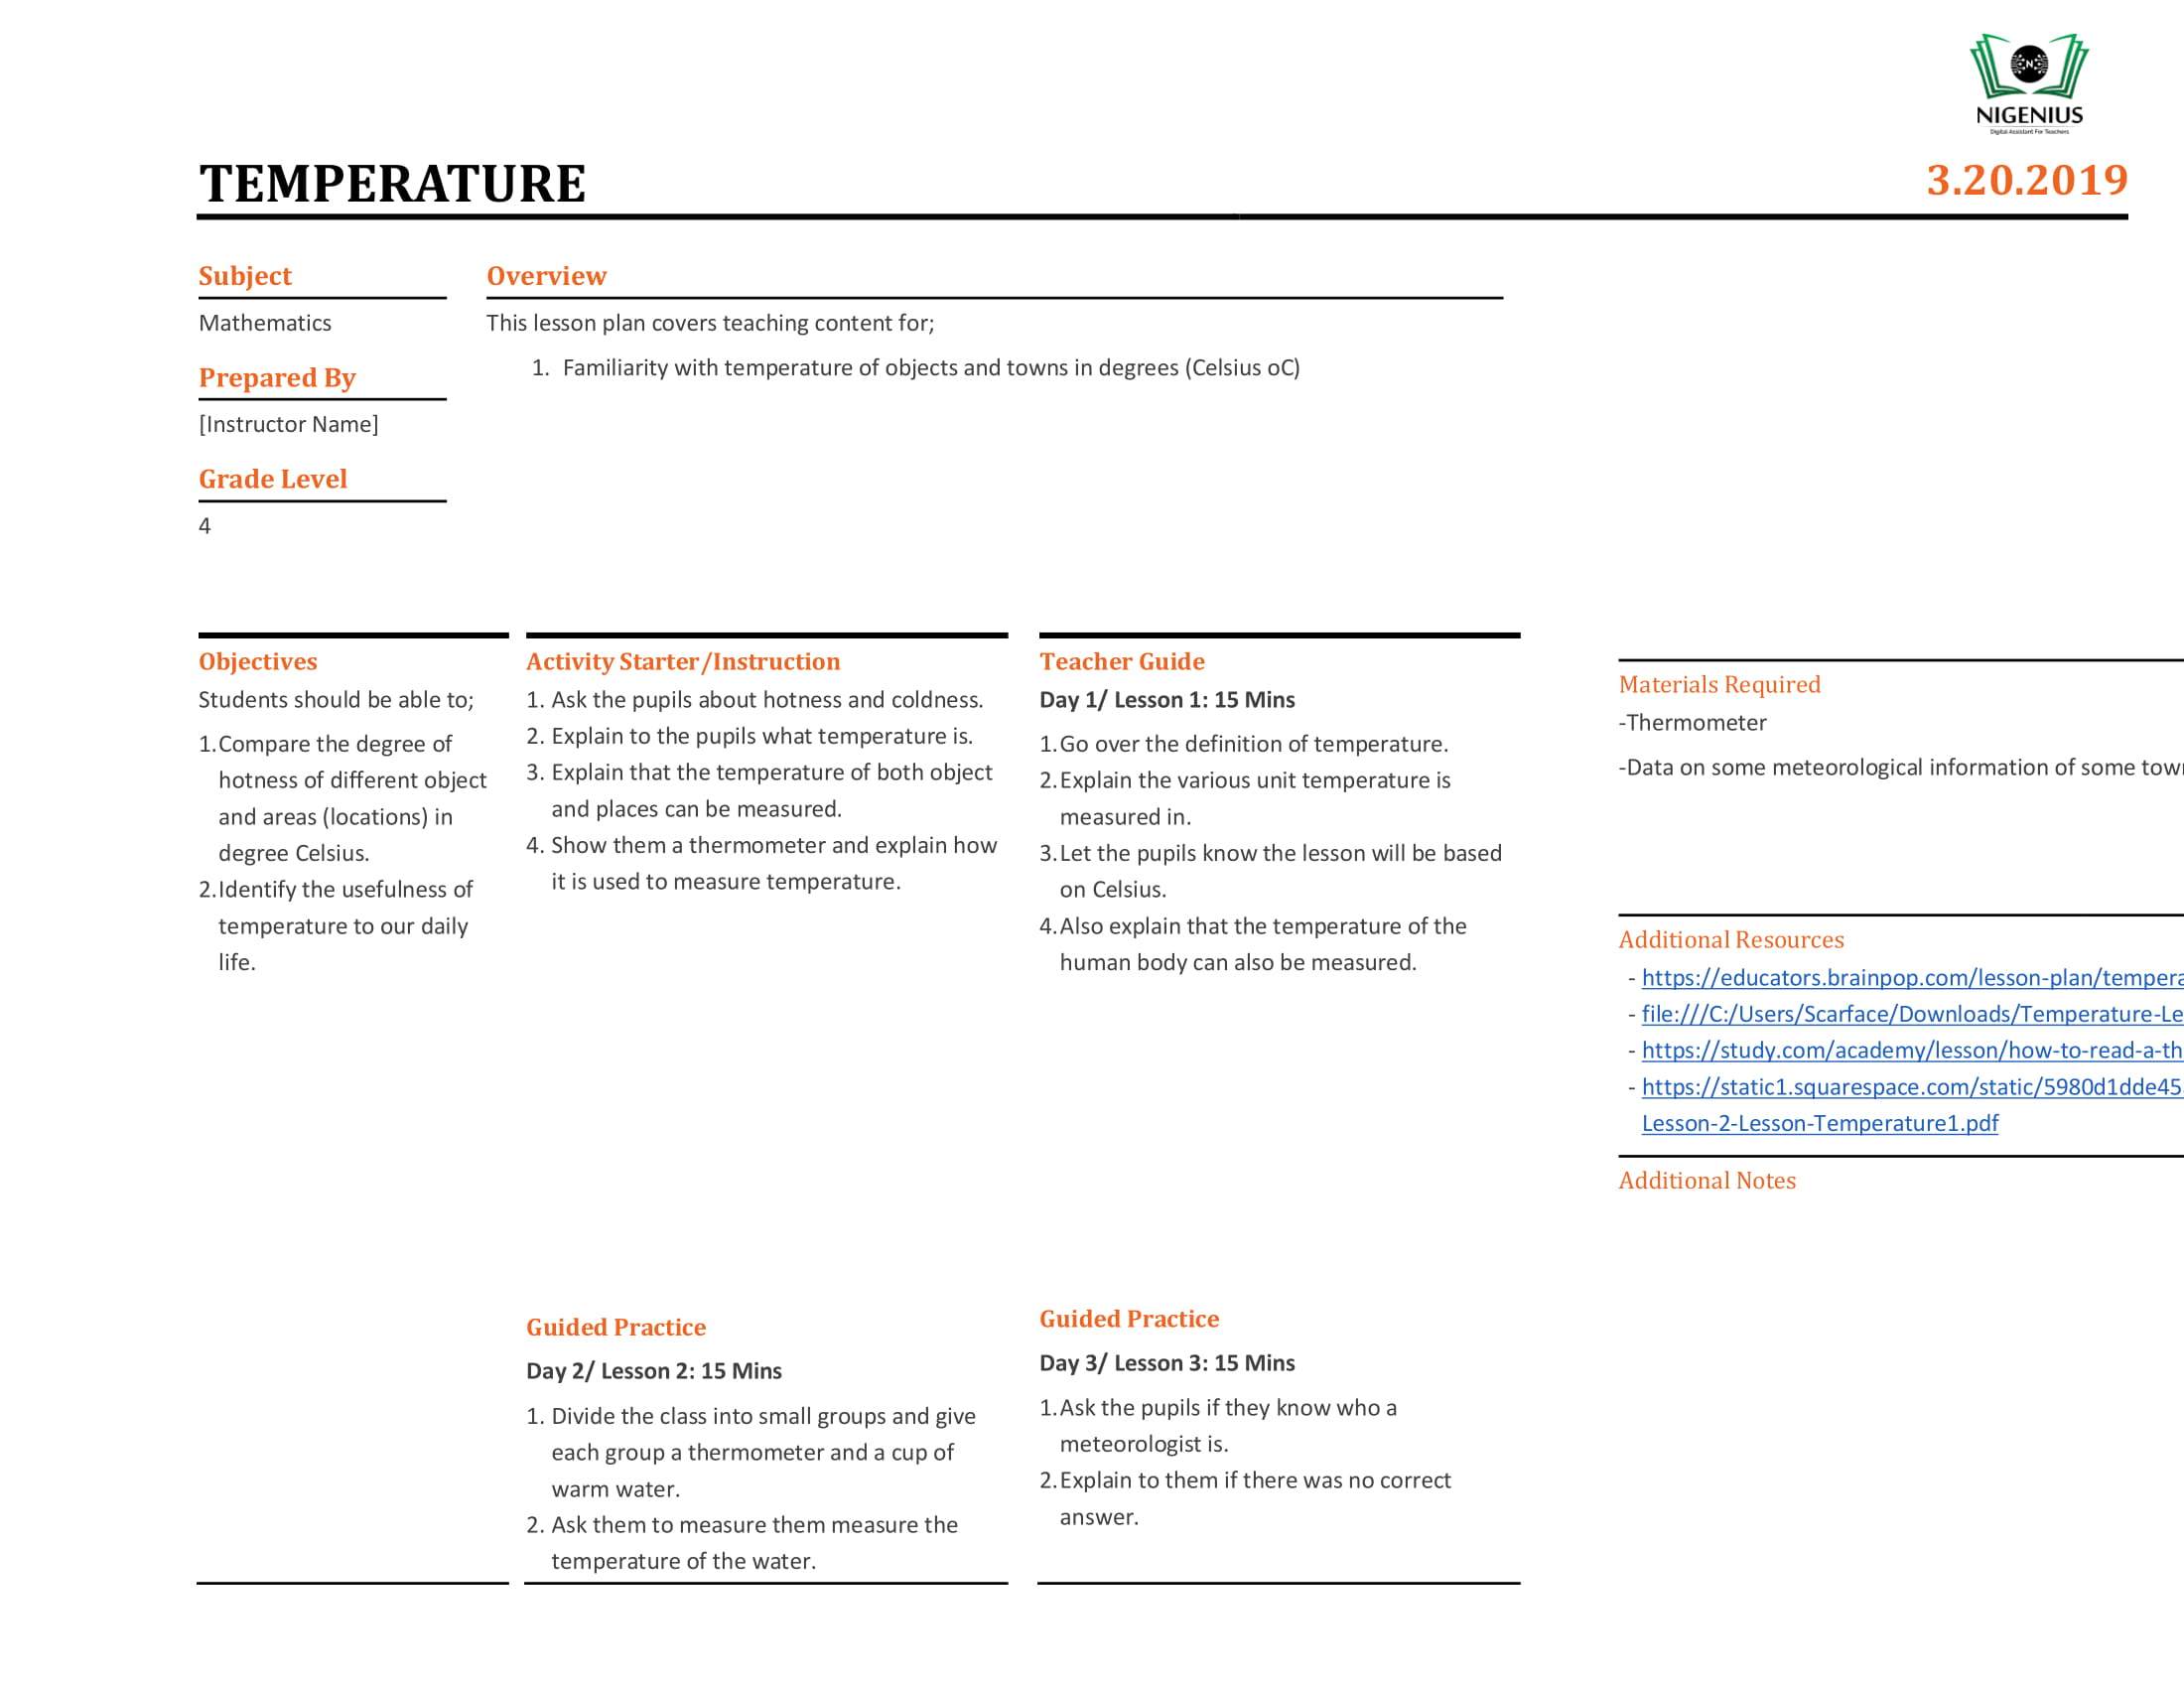 NIGENIUS
Digital Assistant For Teachers
TEMPERATURE
3.20.2019
Subject
Mathematics
Prepared By
[Instructor Name]
Grade Level
4
Overview
This lesson plan covers teaching content for;
1. Familiarity with temperature of objects and towns in degrees (Celsius oC)
Objectives
Students should be able to;
1.Compare the degree of
hotness of different object
and areas (locations) in
degree Celsius.
2.Identify the usefulness of
temperature to our daily
life.
Activity Starter/Instruction
1. Ask the pupils about hotness and coldness.
2. Explain to the pupils what temperature is.
3. Explain that the temperature of both object
and places can be measured.
4. Show them a thermometer and explain how
it is used to measure temperature.
Guided Practice
Day 2/ Lesson 2: 15 Mins
1. Divide the class into small groups and give
each group a thermometer and a cup of
warm water.
2. Ask them to measure them measure the
temperature of the water.
Teacher Guide
Day 1/ Lesson 1: 15 Mins
1.Go over the definition of temperature.
2.Explain the various unit temperature is
measured in.
3.Let the pupils know the lesson will be based
on Celsius.
4.Also explain that the temperature of the
human body can also be measured.
Guided Practice
Day 3/ Lesson 3: 15 Mins
1.Ask the pupils if they know who a
meteorologist is.
2.Explain to them if there was no correct
answer.
Materials Required
-Thermometer
-Data on some meteorological information of some
Additional Resources
- https://educators.brainpop.com/lesson-plan/tempera
- file:///C:/Users/Scarface/Downloads/Temperature-Le
- https://study.com/academy/lesson/how-to-read-a-th
- https://static1.squarespace.com/static/5980d1dde45
Lesson-2-Lesson-Temperature1.pdf
Additional Notes